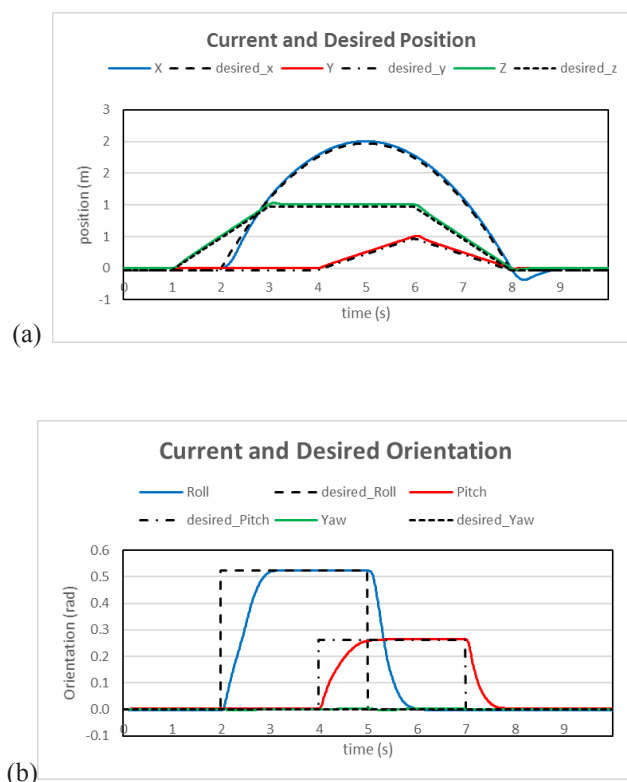 Current and Desired Position
X desired_x Y desired_y Z desired_z
3
2
2
1
1
0
-1
position (m)
0 1 2 3 4 5 6 7 8 9
time (s)
(a)
Current and Desired Orientation
Roll desired_Roll Pitch
desired_Pitch Yaw desired_Yaw
0.6
0.5
0.4
0.3
0.2
0.1
0.0
-0.1
Orientation (rad)
0 1 2 3 4 5 6 7 8 9
time (s)
(b)